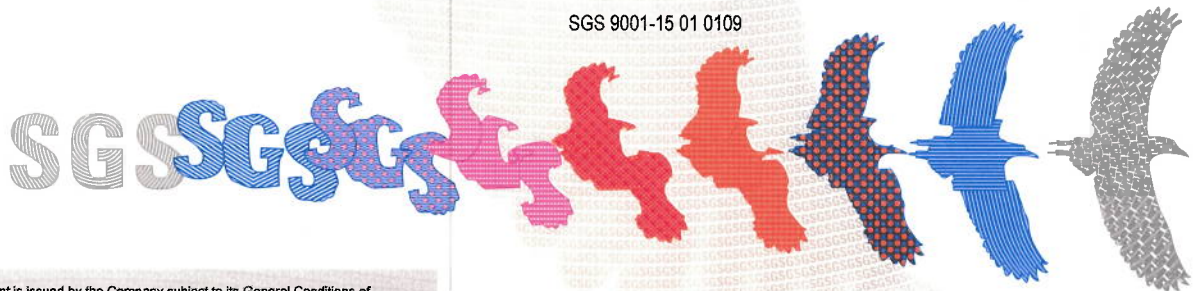 SGS 9001-15 01 0109
SGS
SGS
SGS
nt is issued by the Company subject to its General Conditions of